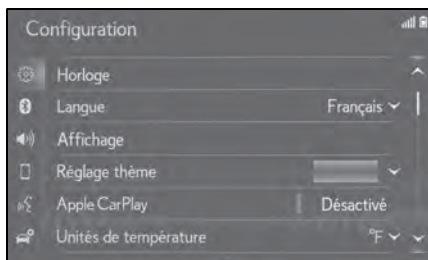 Configuration
Horloge
Langue Français
Affichage
Réglage thème
Apple CarPlay Désactivé
Unités de température °F